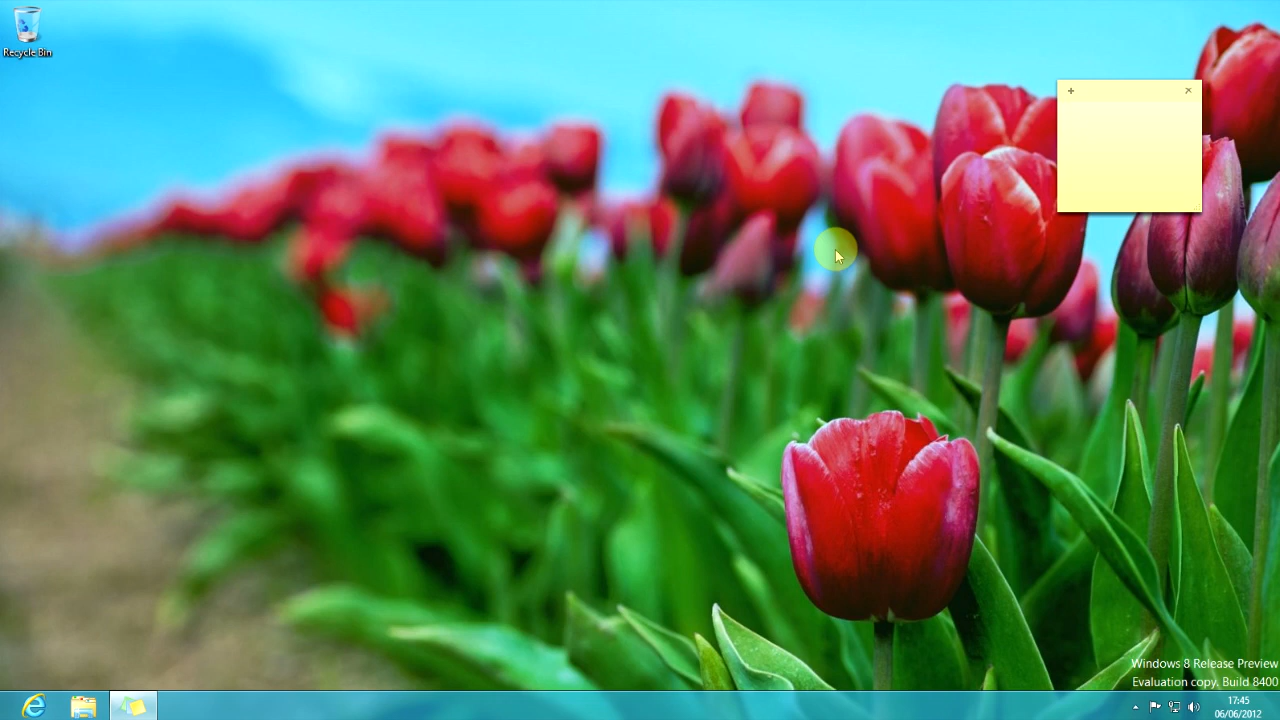 Recycle Bin
Windows 8 Release Preview
Evaluation copy. Build 8400
17:45
06/06/2012